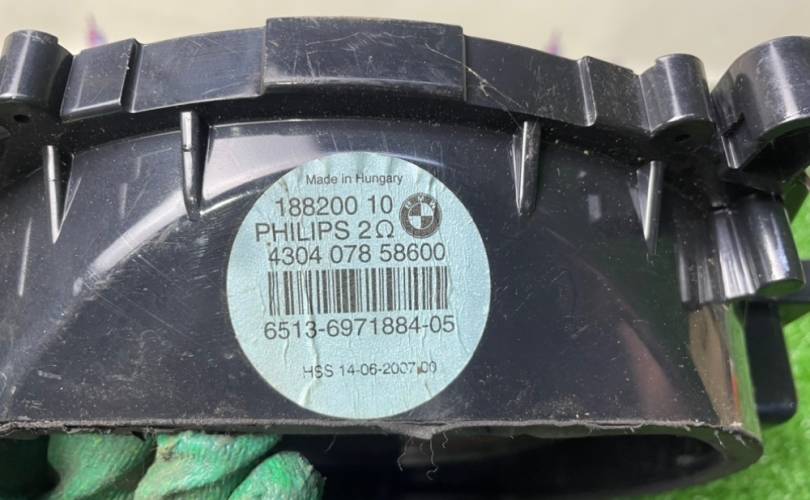 Made in Hungary
188200 10
PHILIPS 2Ω
4304 078 58600
6513-6971884-05
HSS 14-06-2007,00